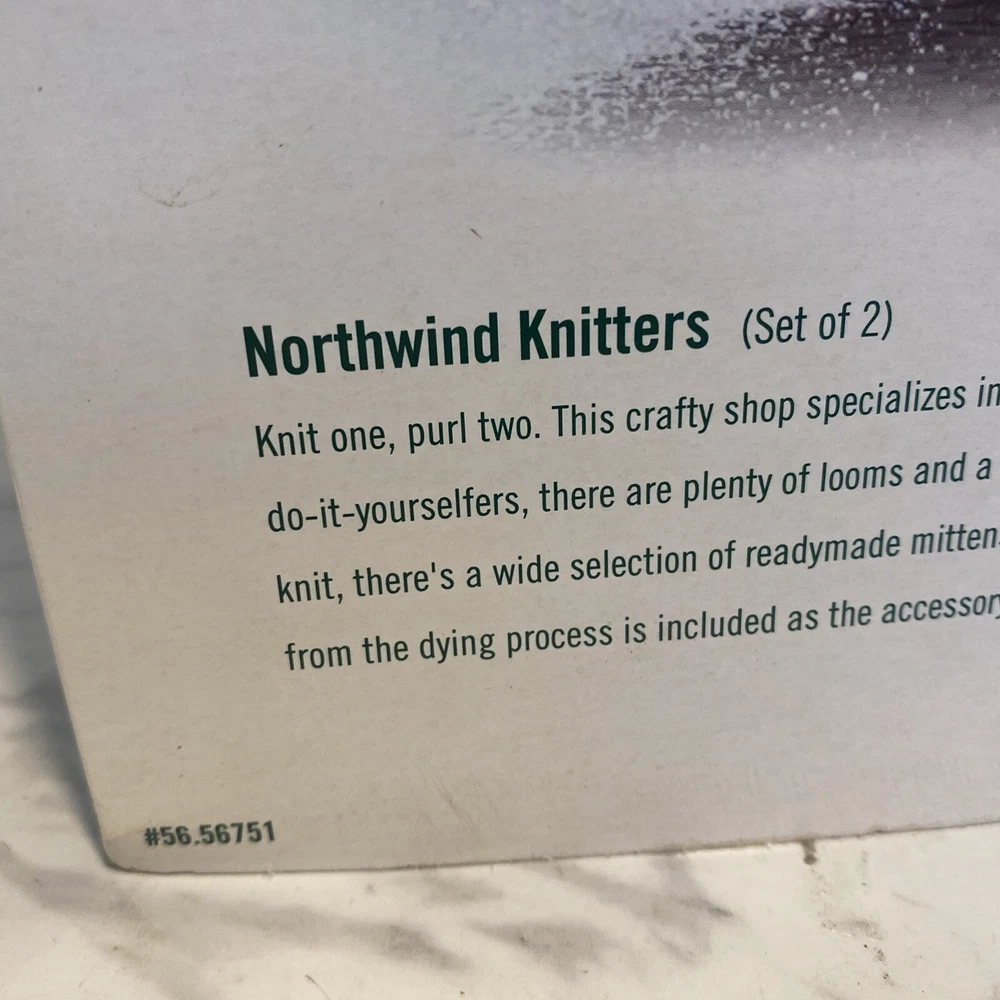 Northwind Knitters (Set of 2)
Knit one, purl two. This crafty shop specializes in
do-it-yourselfers, there are plenty of looms and a
knit, there's a wide selection of readymade mittens
from the dying process is included as the accessory
#56.56751